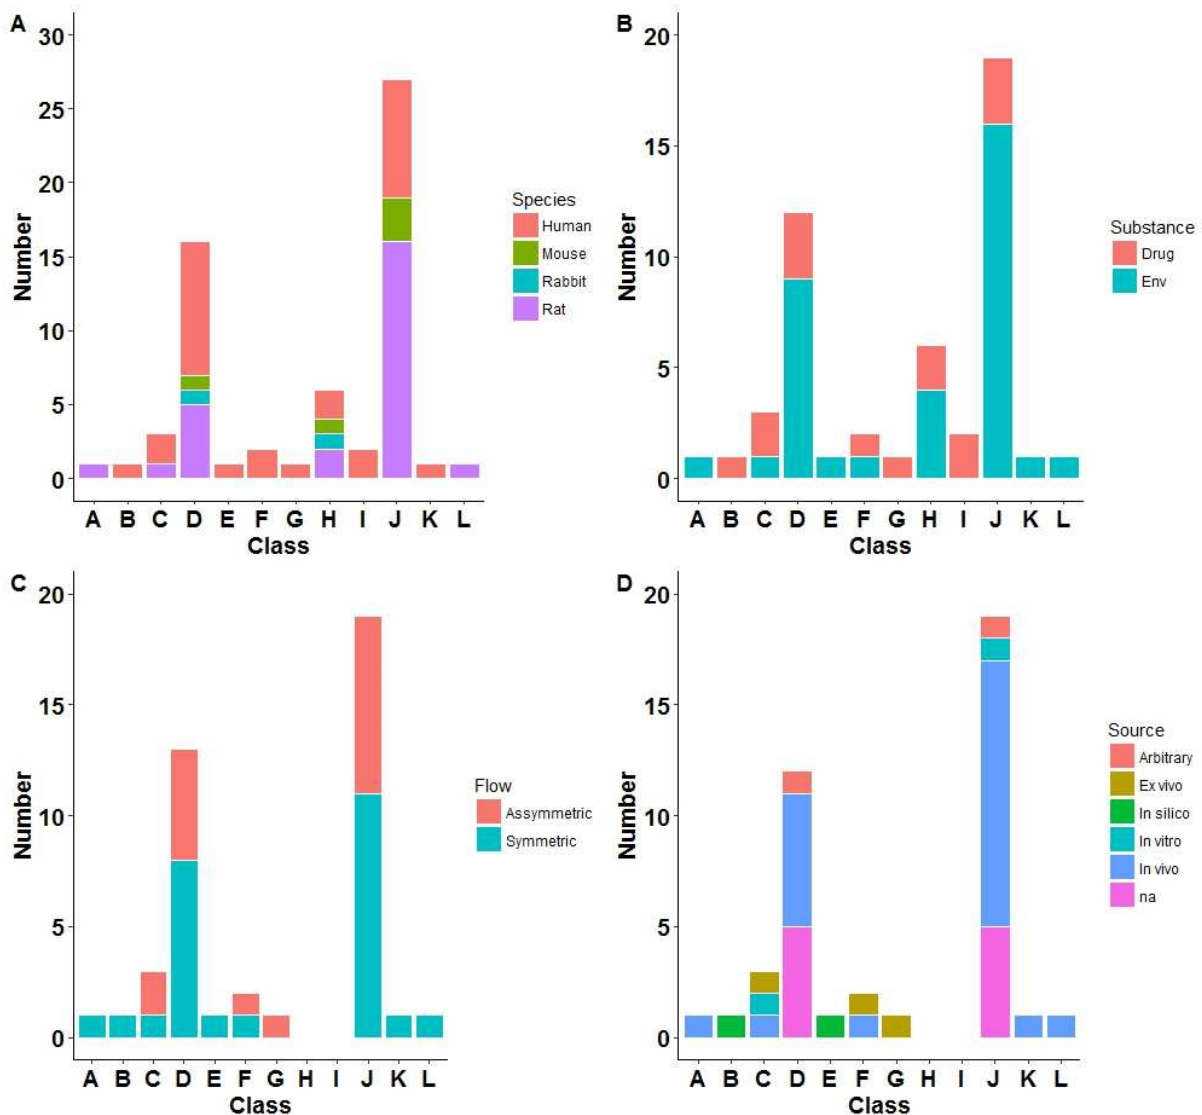 A
30
25
20
15
10
5
0
Number
A B C D E F G H I J K L
Class
Species
Human
Mouse
Rabbit
Rat
B
20
15
10
5
0
Number
A B C D E F G H I J K L
Class
Substance
Drug
Env
C
20
15
10
5
0
Number
A B C D E F G H I J K L
Class
Flow
Assymmetric
Symmetric
D
20
15
10
5
0
Number
A B C D E F G H I J K L
Class
Source
Arbitrary
Ex vivo
In silico
In vitro
In vivo
na